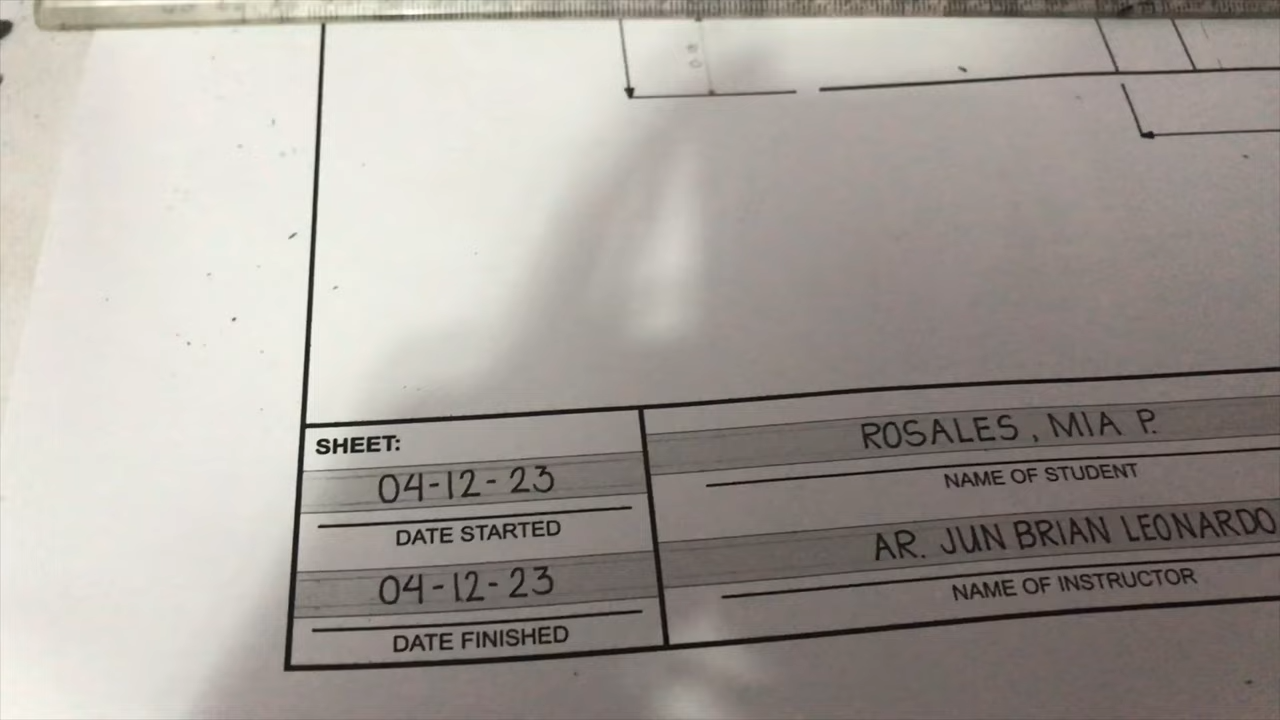 SHEET:
04-12-23
DATE STARTED
04-12-23
DATE FINISHED
ROSALES, MIA P.
NAME OF STUDENT
AR. JUN BRIAN LEONARDO
NAME OF INSTRUCTOR